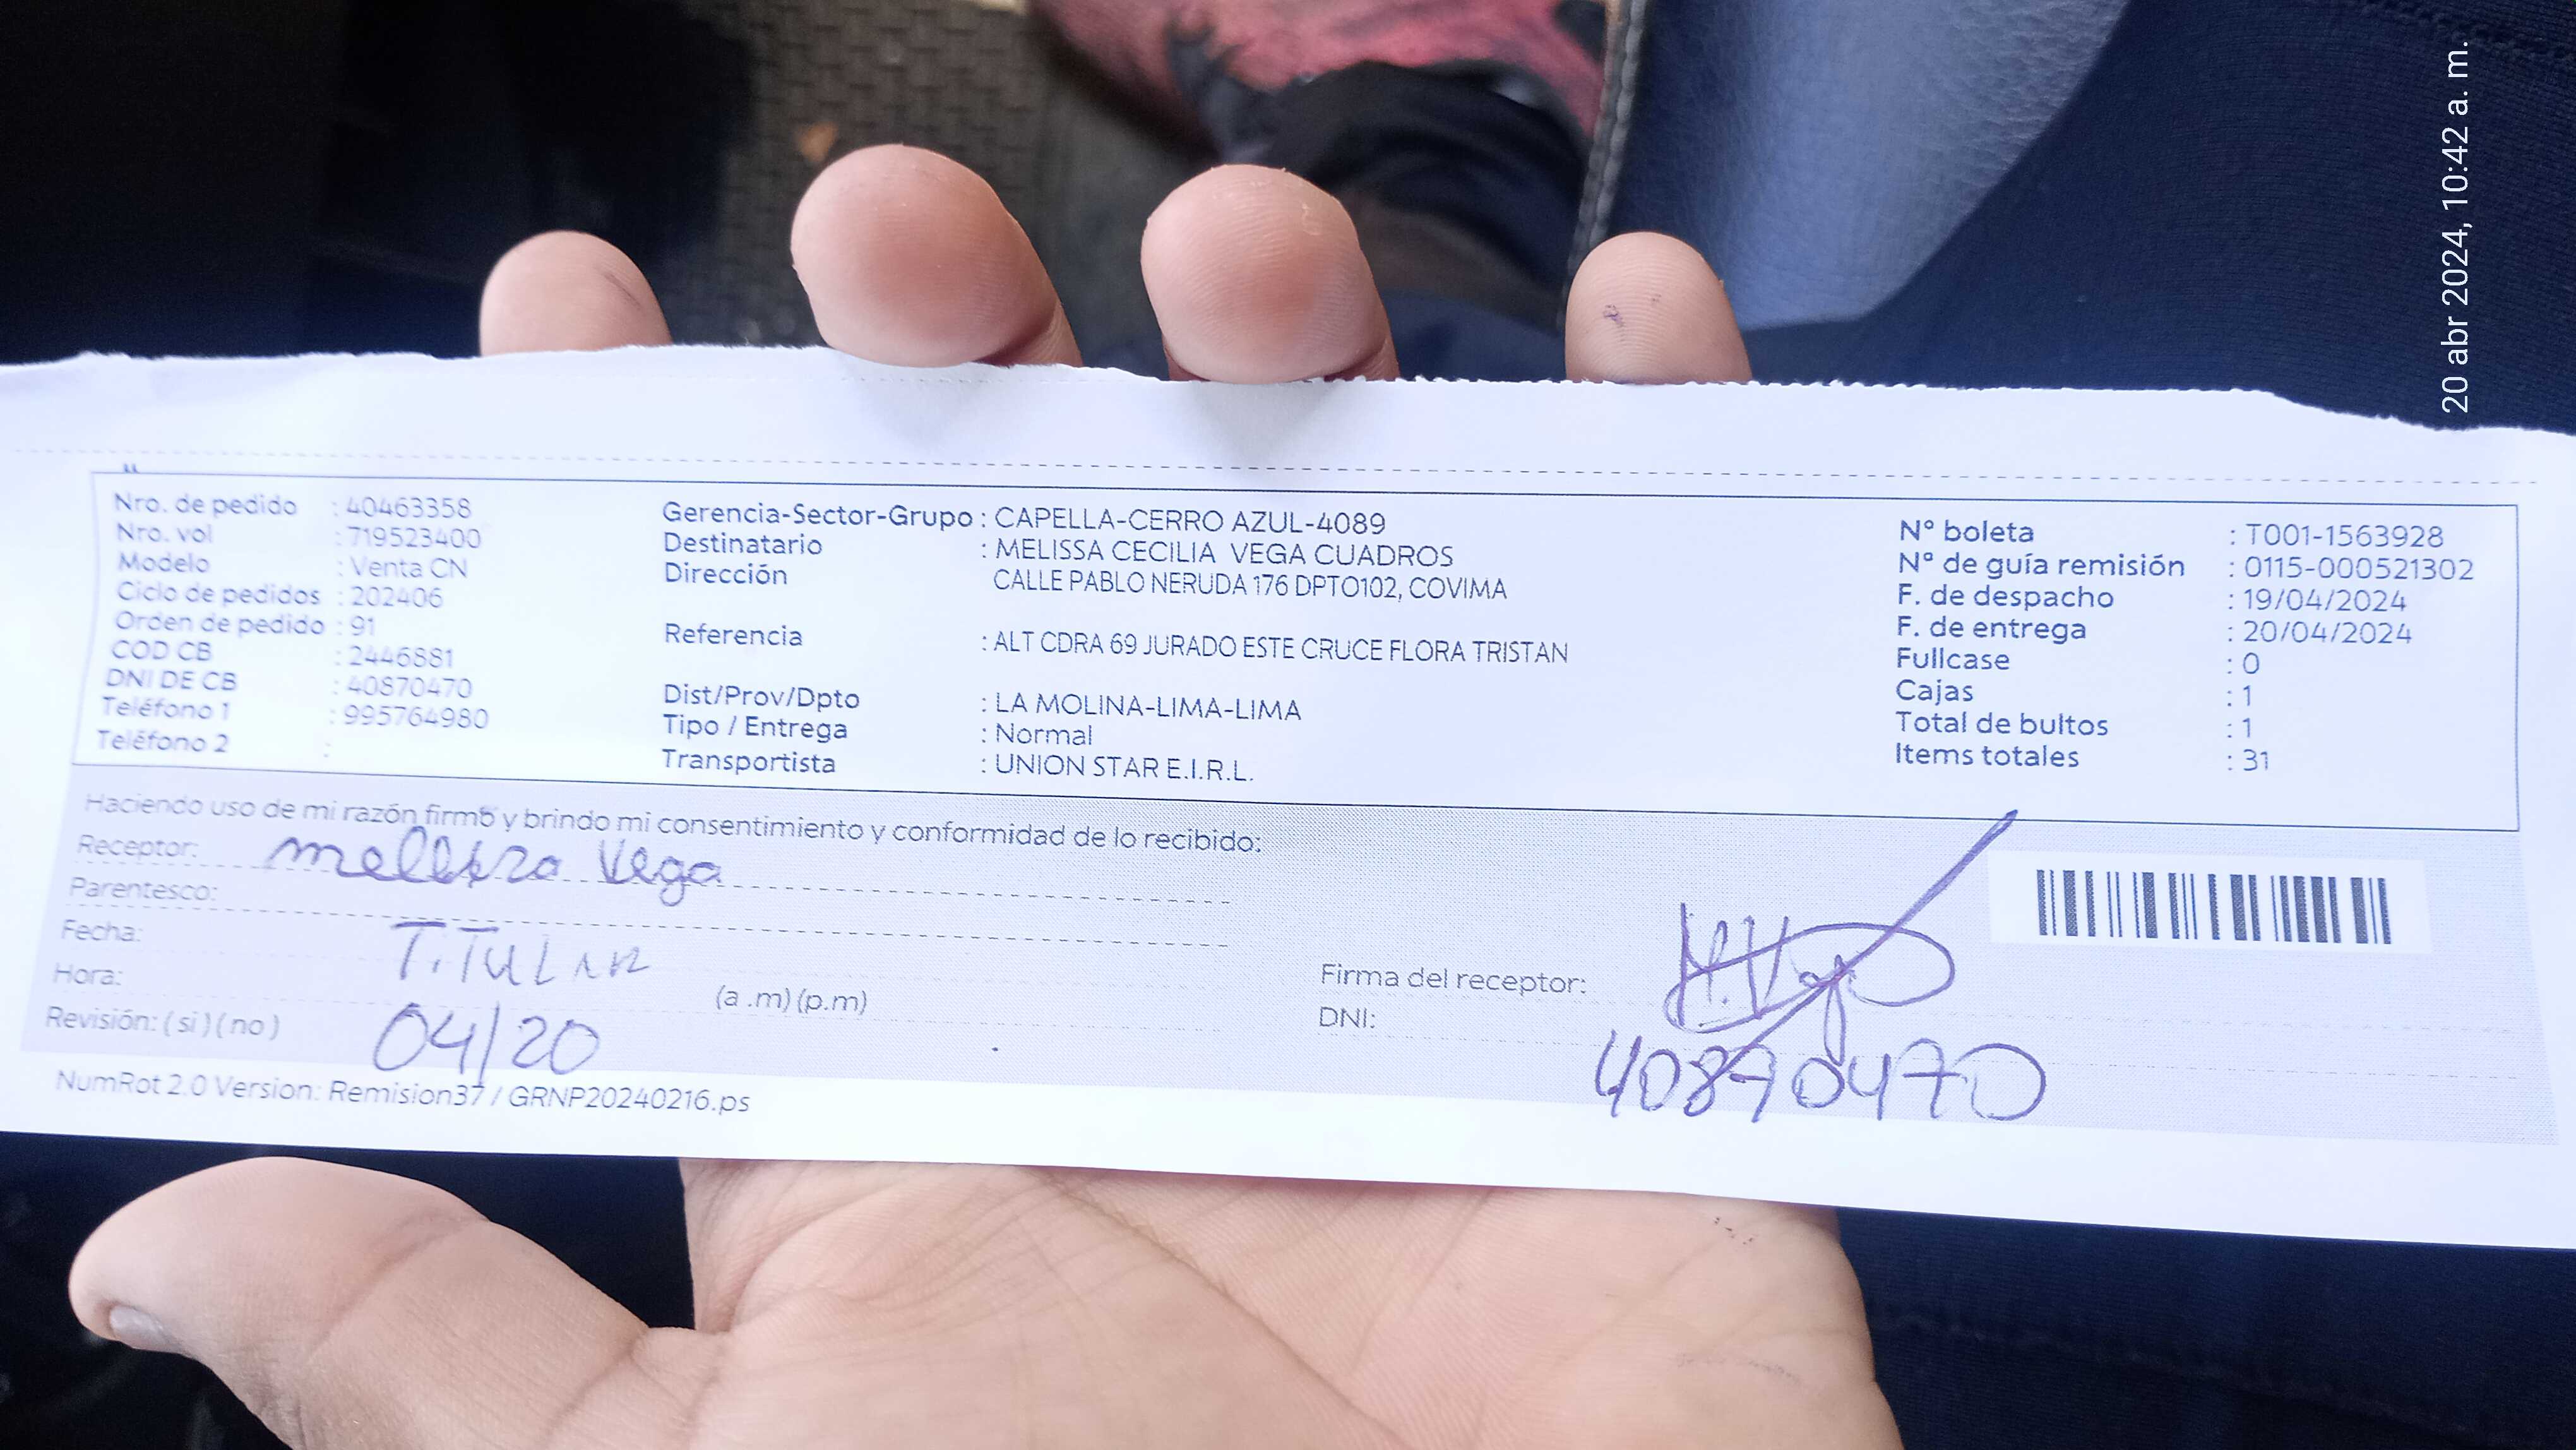 20 abr 2024, 10:42 a. m.
Nro. de pedido : 40463358
Nro. vol : 719523400
Modelo : Venta CN
Ciclo de pedidos : 202406
Orden de pedido : 91
COD CB : 2446881
DNI DE CB : 40870470
Teléfono 1 : 995764980
Teléfono 2 :
Gerencia-Sector-Grupo : CAPELLA-CERRO AZUL-4089
Destinatario : MELISSA CECILIA VEGA CUADROS
Dirección CALLE PABLO NERUDA 176 DPTO102, COVIMA
Referencia : ALT CDRA 69 JURADO ESTE CRUCE FLORA TRISTAN
Dist/Prov/Dpto : LA MOLINA-LIMA-LIMA
Tipo / Entrega : Normal
Transportista : UNION STAR E.I.R.L.
N° boleta : T001-1563928
N° de guía remisión : 0115-000521302
F. de despacho : 19/04/2024
F. de entrega : 20/04/2024
Fullcase : 0
Cajas : 1
Total de bultos : 1
Items totales : 31
Haciendo uso de mi razón firmo y brindo mi consentimiento y conformidad de lo recibido:
Receptor: Vega
Parentesco:
Fecha: TiTULAR
Hora: (a .m) (p.m)
Revisión: ( si ) ( no ) 04/20
Firma del receptor:
DNI: 40870470
NumRot 2.0 Version: Remision37 / GRNP20240216.ps